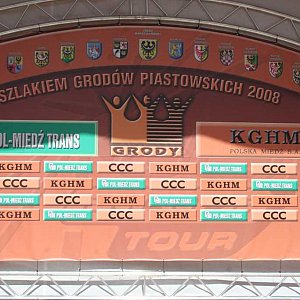 SZLAKIEM GRODÓW PIASTOWSKICH 2008
POL-MIEDŹ TRANS
GRODY
KGHM
POLSKA MIEDŹ S.A.
KGHM POL-MIEDŹ TRANS CCC KGHM POL-MIEDŹ TRANS CCC
CCC KGHM POL-MIEDŹ TRANS CCC KGHM POL-MIEDŹ TRANS
KGHM POL-MIEDŹ TRANS CCC KGHM POL-MIEDŹ TRANS CCC
CCC KGHM POL-MIEDŹ TRANS CCC KGHM POL-MIEDŹ TRANS
TOUR